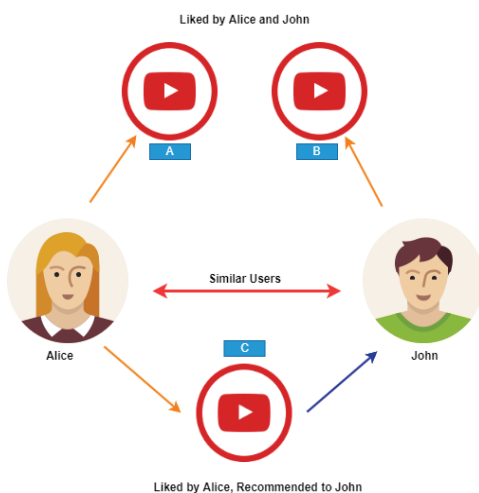 Liked by Alice and John
A
B
Similar Users
Alice
John
C
Liked by Alice, Recommended to John